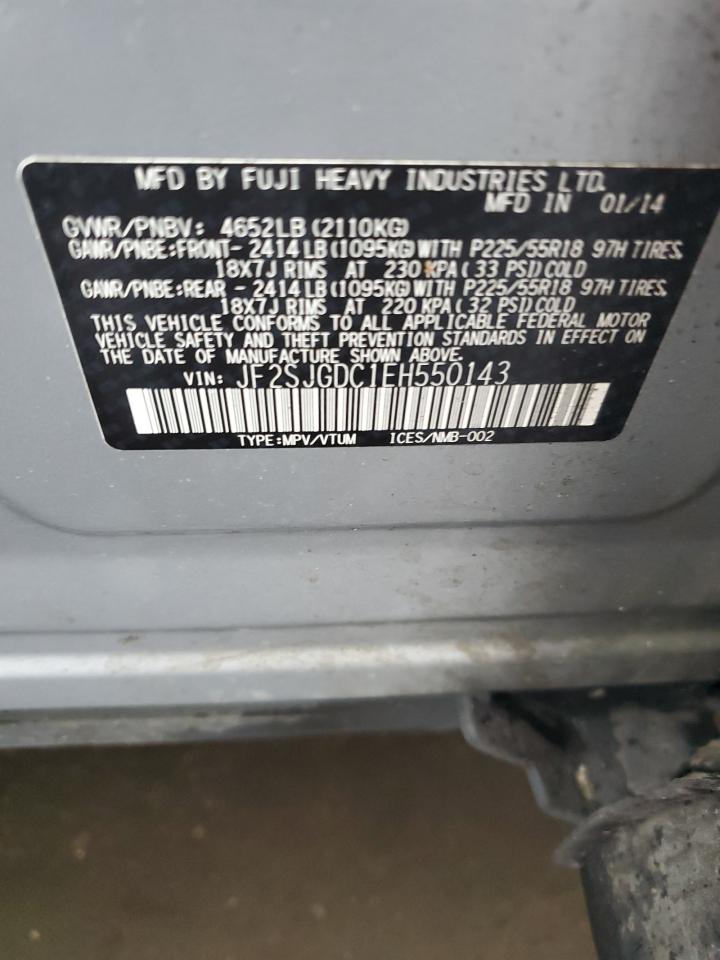 MFD BY FUJI HEAVY INDUSTRIES LTD.
MFD IN 01/14
GVWR/PNBV: 4652LB(2110KG)
GAWR/PNBE:FRONT- 2414LB(1095KG)WITH P225/55R18 97H TIRES,
18X7J RIMS AT 230 KPA( 33 PSI)COLD
GAWR/PNBE:REAR - 2414LB(1095KG)WITH P225/55R18 97H TIRES,
18X7J RIMS AT 220 KPA( 32 PSI)COLD
THIS VEHICLE CONFORMS TO ALL APPLICABLE FEDERAL MOTOR
VEHICLE SAFETY AND THEFT PREVENTION STANDARDS IN EFFECT ON
THE DATE OF MANUFACTURE SHOWN ABOVE.
VIN: JF2SJGDC1EH550143
TYPE:MPV/VTUM ICES/NMB-002